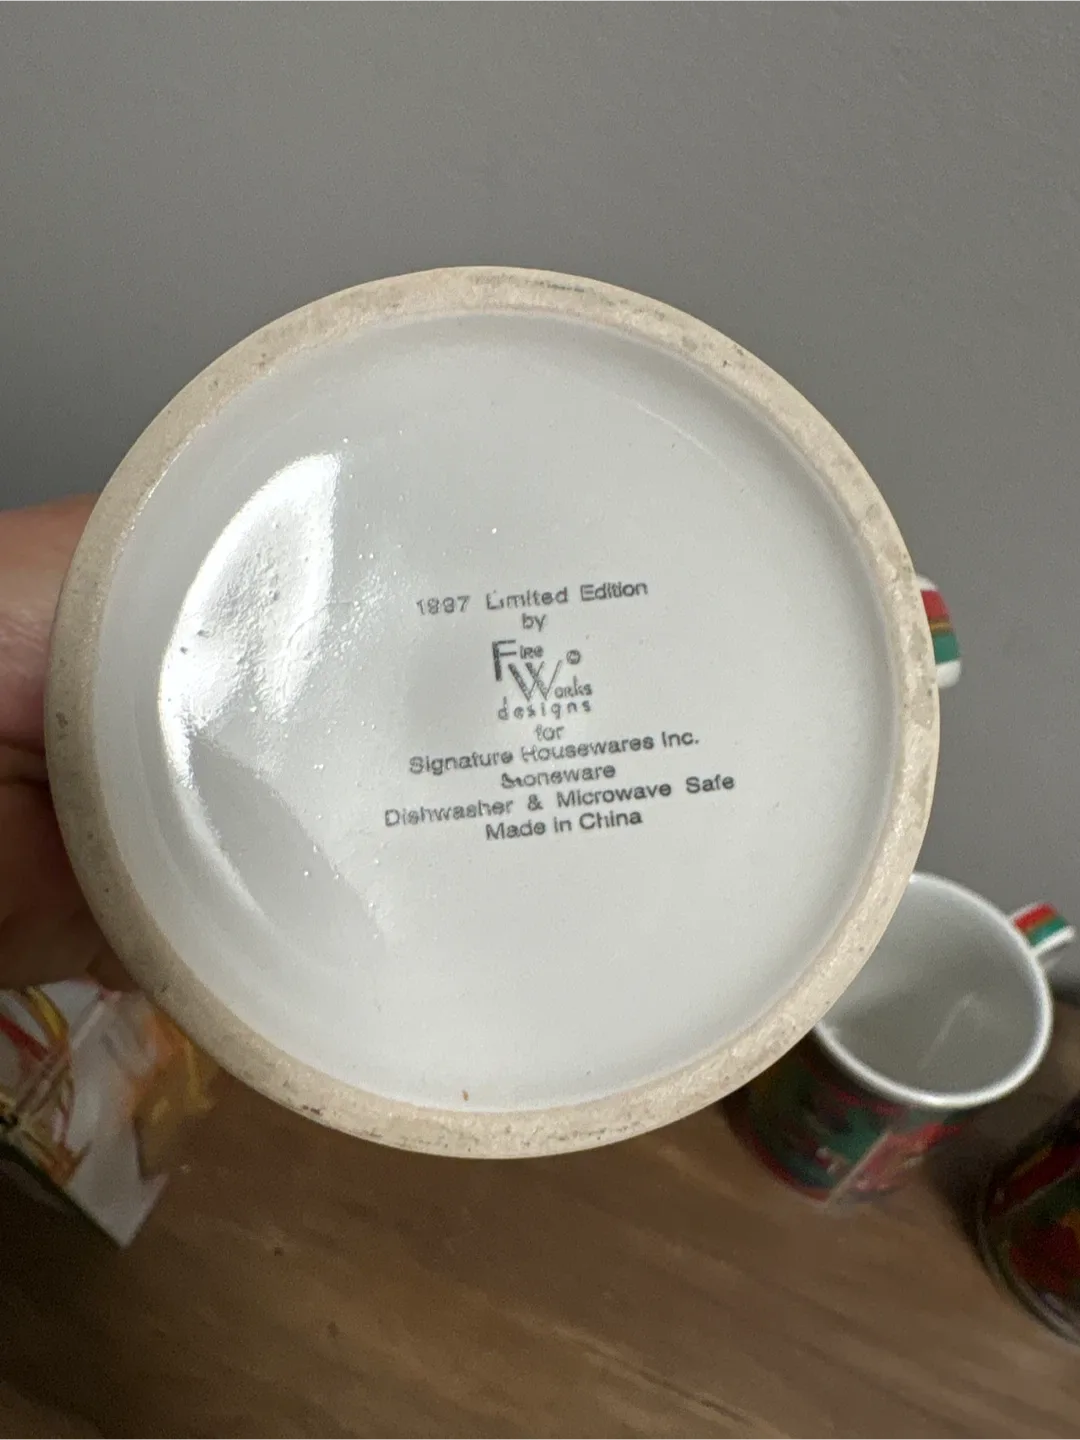 1997 Limited Edition
by
Fire ©
Works
designs
for
Signature Housewares Inc.
Stoneware
Dishwasher & Microwave Safe
Made in China